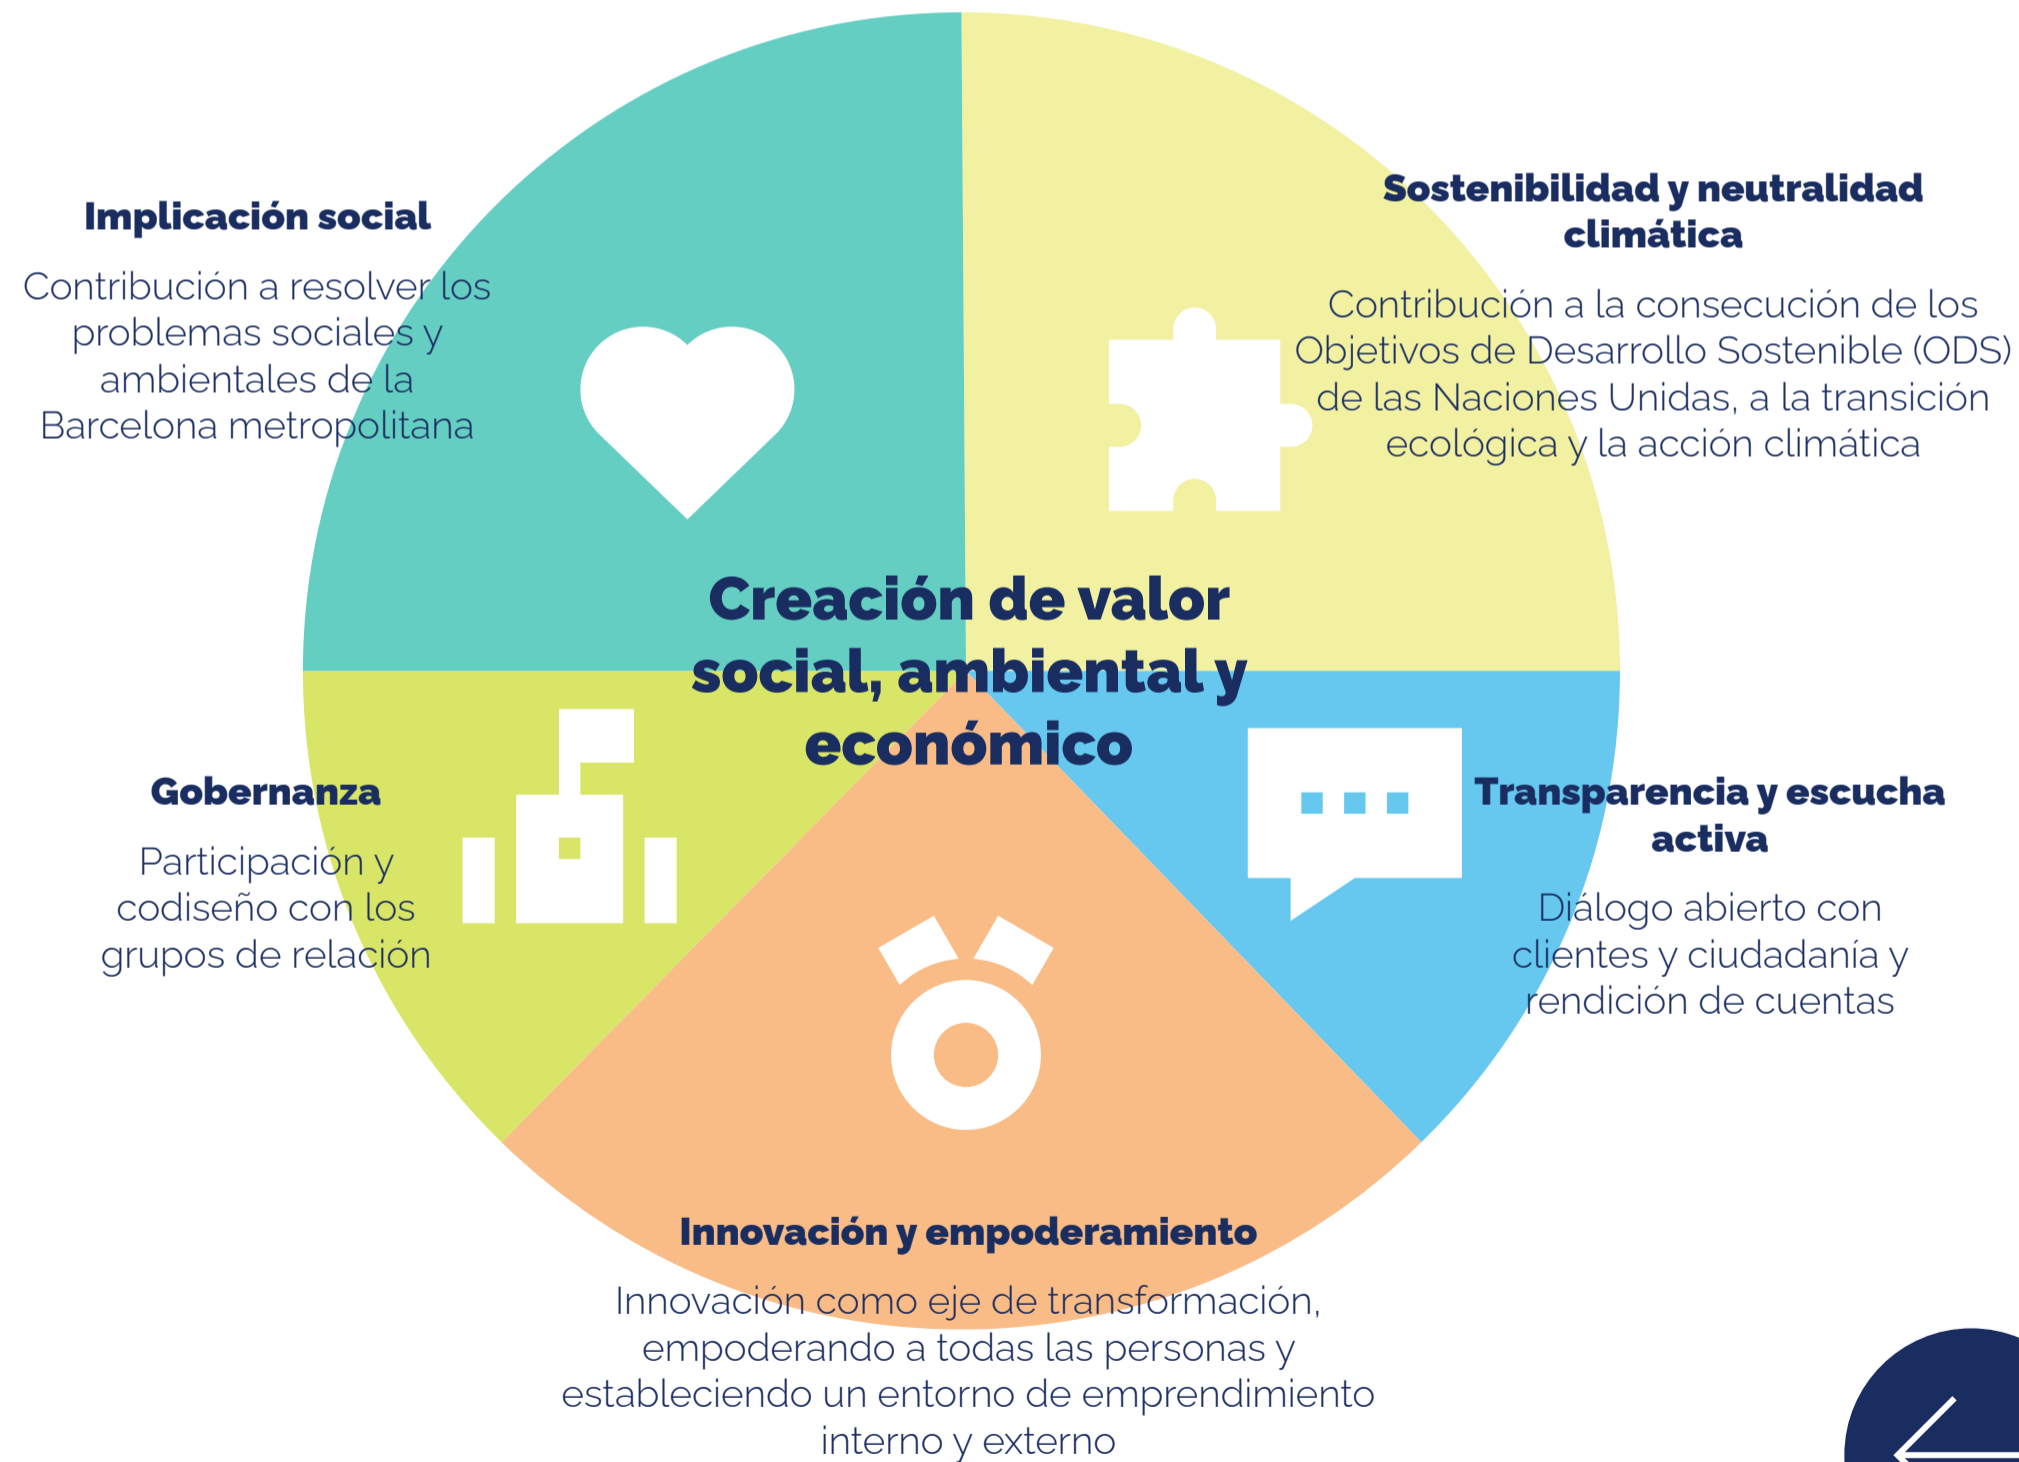 Implicación social
Contribución a resolver los
problemas sociales y
ambientales de la
Barcelona metropolitana
Sostenibilidad y neutralidad
climática
Contribución a la consecución de los
Objetivos de Desarrollo Sostenible (ODS)
de las Naciones Unidas, a la transición
ecológica y la acción climática
Creación de valor
social, ambiental y
económico
Gobernanza
Participación y
codiseño con los
grupos de relación
Transparencia y escucha
activa
Diálogo abierto con
clientes y ciudadanía y
rendición de cuentas
Innovación y empoderamiento
Innovación como eje de transformación,
empoderando a todas las personas y
estableciendo un entorno de emprendimiento
interno y externo